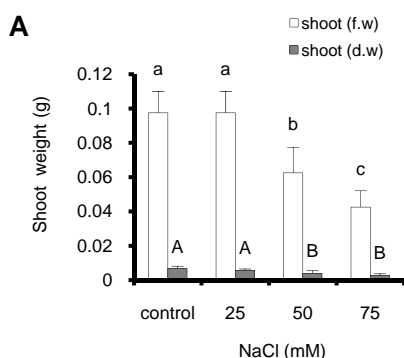 A
shoot (f.w)
shoot (d.w)
Shoot weight (g)
0.12
0.1
0.08
0.06
0.04
0.02
0
a
a
b
c
A
A
B
B
control 25 50 75
NaCl (mM)